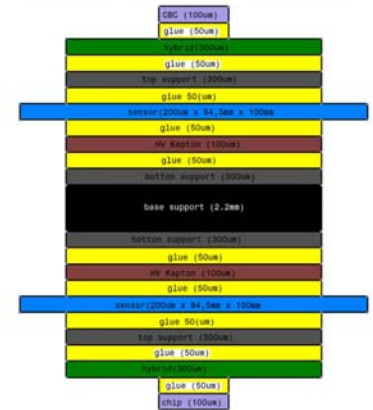 CBC (100um)
glue (50um)
hybrid(300um)
glue (50um)
top support (300um)
glue 50(um)
sensor(200um x 84,5mm x 100mm
glue (50um)
HV Kapton (100um)
glue (50um)
botton support (300um)
base support (2.2mm)
botton support (300um)
glue (50um)
HV Kapton (100um)
glue (50um)
sensor(200um x 84,5mm x 100mm
glue 50(um)
top support (300um)
glue (50um)
hybrid(300um)
glue (50um)
chip (100um)